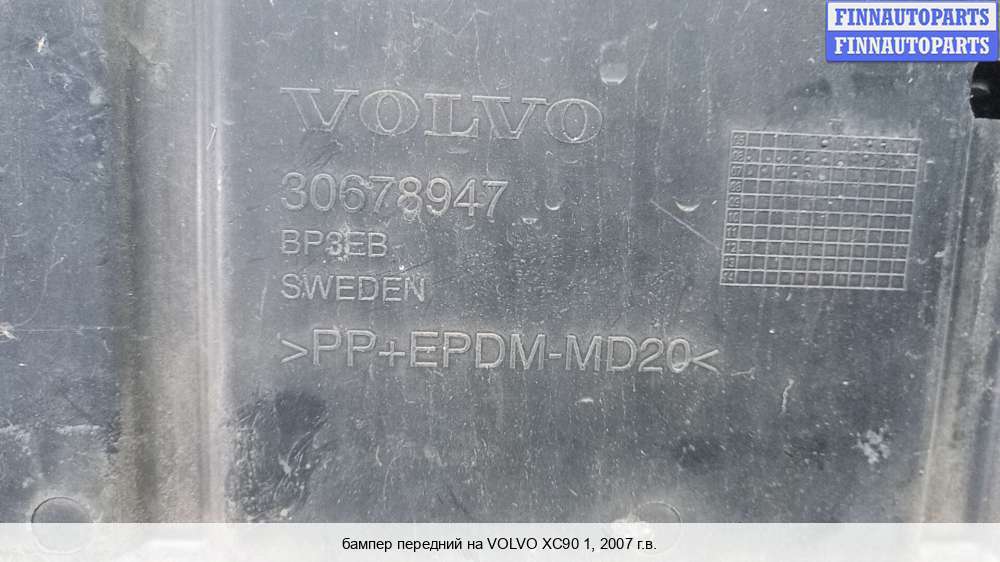 FINNAUTOPARTS
FINNAUTOPARTS
VOLVO
30678947
BP3EB
SWEDEN
>PP+EPDM-MD20<
бампер передний на VOLVO XC90 1, 2007 г.в.